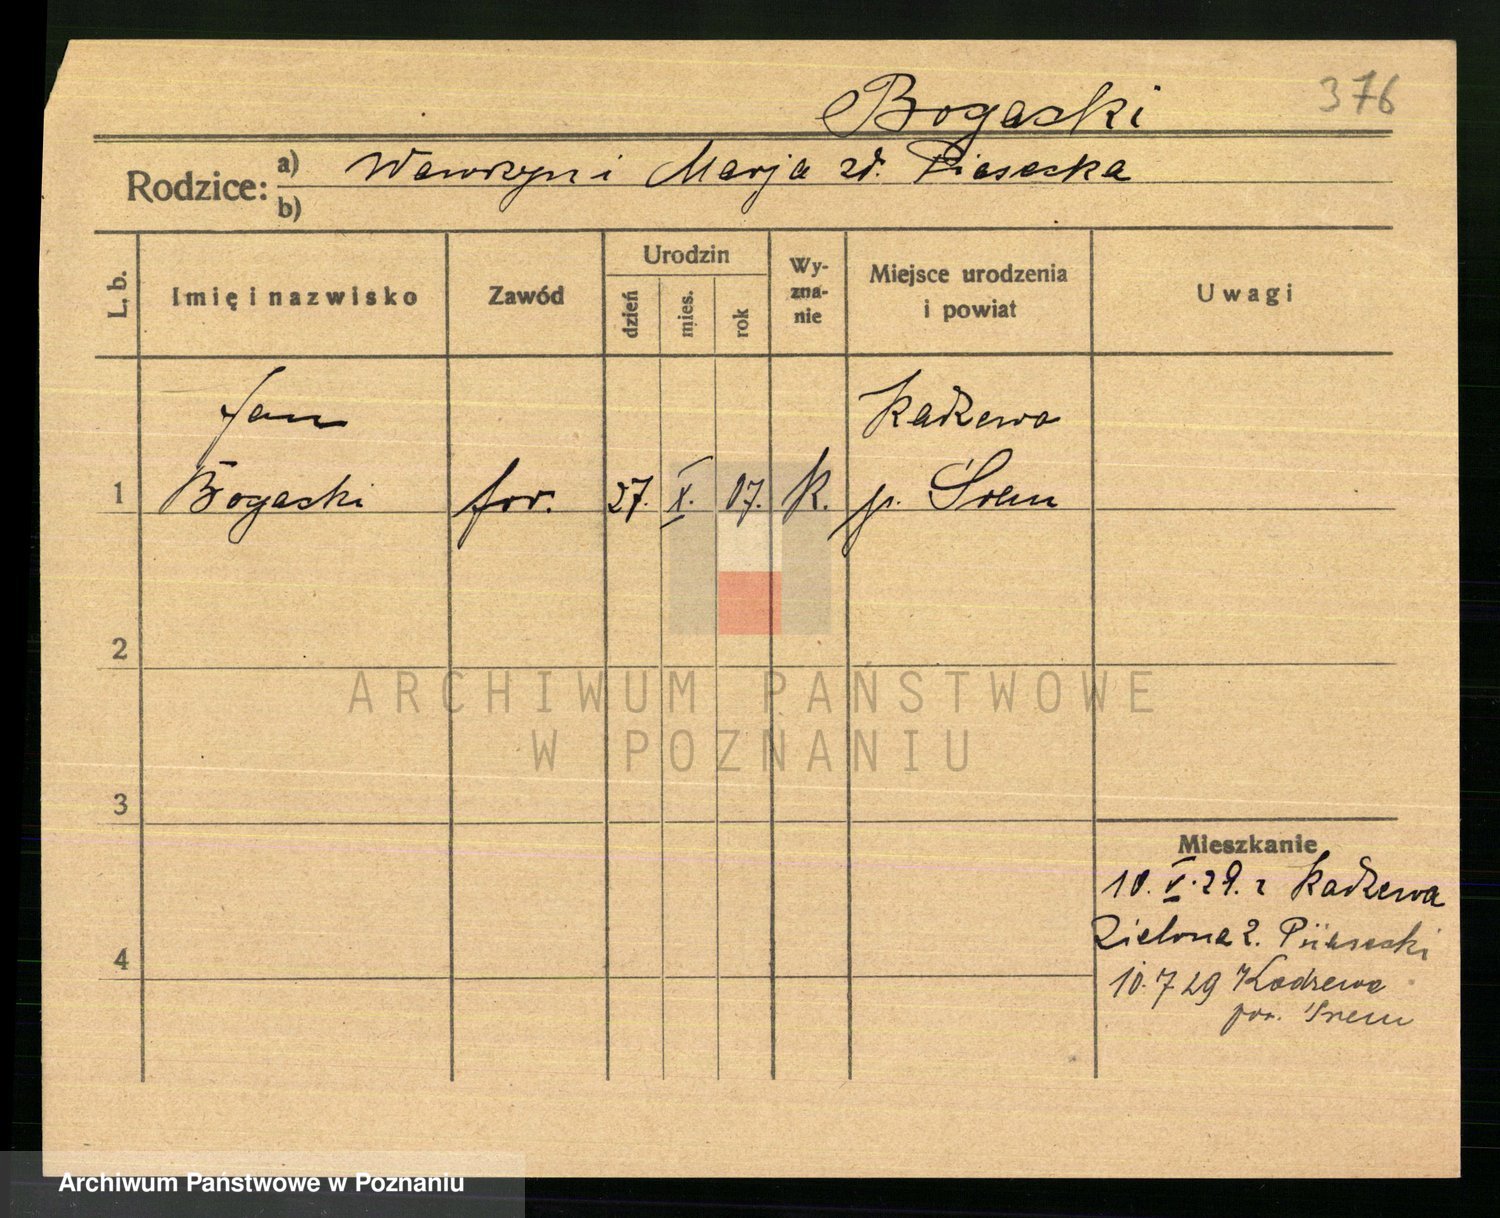 Bogacki 376
Rodzice: a) Wawrzyn i Marja zd. Piasecka
b)
L. b. Imię i nazwisko Zawód Urodzin dzień mies. rok Wy-zna-nie Miejsce urodzenia i powiat Uwagi
Jan Kadzewo
1 Bogacki for. 27. X. 07. K. p. Śrem
2
ARCHIWUM PAŃSTWOWE
W POZNANIU
3
Mieszkanie
10. V. 29. z Kadzewa
4 Zielona 2. Piasecki
10. 7 29 Kadzewo
pow. Śrem
Archiwum Państwowe w Poznaniu